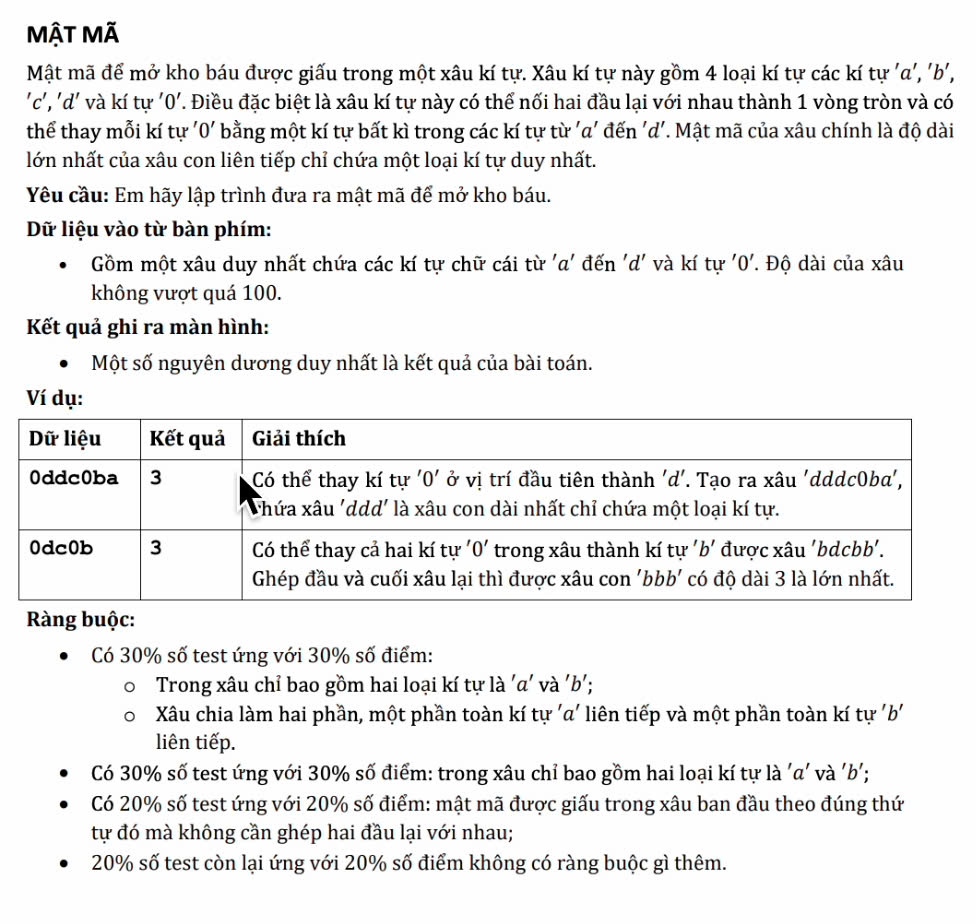 MẬT MÃ
Mật mã để mở kho báu được giấu trong một xâu kí tự. Xâu kí tự này gồm 4 loại kí tự các kí tự 'a', 'b',
'c', 'd' và kí tự '0'. Điều đặc biệt là xâu kí tự này có thể nối hai đầu lại với nhau thành 1 vòng tròn và có
thể thay mỗi kí tự '0' bằng một kí tự bất kì trong các kí tự từ 'a' đến 'd'. Mật mã của xâu chính là độ dài
lớn nhất của xâu con liên tiếp chỉ chứa một loại kí tự duy nhất.
Yêu cầu: Em hãy lập trình đưa ra mật mã để mở kho báu.
Dữ liệu vào từ bàn phím:
• Gồm một xâu duy nhất chứa các kí tự chữ cái từ 'a' đến 'd' và kí tự '0'. Độ dài của xâu
không vượt quá 100.
Kết quả ghi ra màn hình:
• Một số nguyên dương duy nhất là kết quả của bài toán.
Ví dụ:
Dữ liệu Kết quả Giải thích
0ddc0ba 3 Có thể thay kí tự '0' ở vị trí đầu tiên thành 'd'. Tạo ra xâu 'dddc0ba',
chứa xâu 'ddd' là xâu con dài nhất chỉ chứa một loại kí tự.
0dc0b 3 Có thể thay cả hai kí tự '0' trong xâu thành kí tự 'b' được xâu 'bdcbb'.
Ghép đầu và cuối xâu lại thì được xâu con 'bbb' có độ dài 3 là lớn nhất.
Ràng buộc:
• Có 30% số test ứng với 30% số điểm:
o Trong xâu chỉ bao gồm hai loại kí tự là 'a' và 'b';
o Xâu chia làm hai phần, một phần toàn kí tự 'a' liên tiếp và một phần toàn kí tự 'b'
liên tiếp.
• Có 30% số test ứng với 30% số điểm: trong xâu chỉ bao gồm hai loại kí tự là 'a' và 'b';
• Có 20% số test ứng với 20% số điểm: mật mã được giấu trong xâu ban đầu theo đúng thứ
tự đó mà không cần ghép hai đầu lại với nhau;
• 20% số test còn lại ứng với 20% số điểm không có ràng buộc gì thêm.